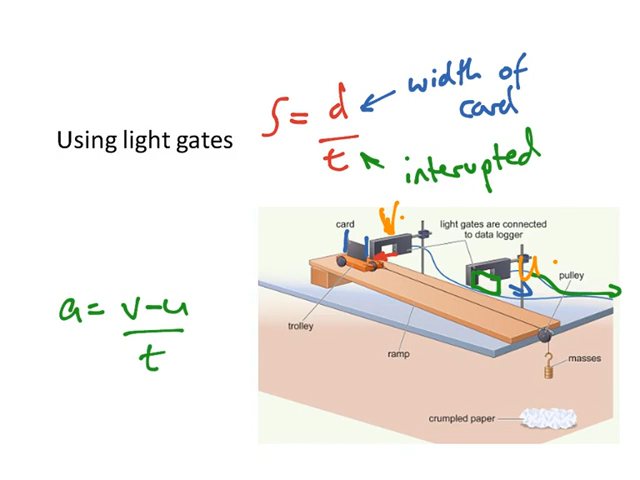 Using light gates
S = d/t
width of
card
interupted
a = v-u/t
card
V.
light gates are connected
to data logger
u.
pulley
trolley
ramp
masses
crumpled paper